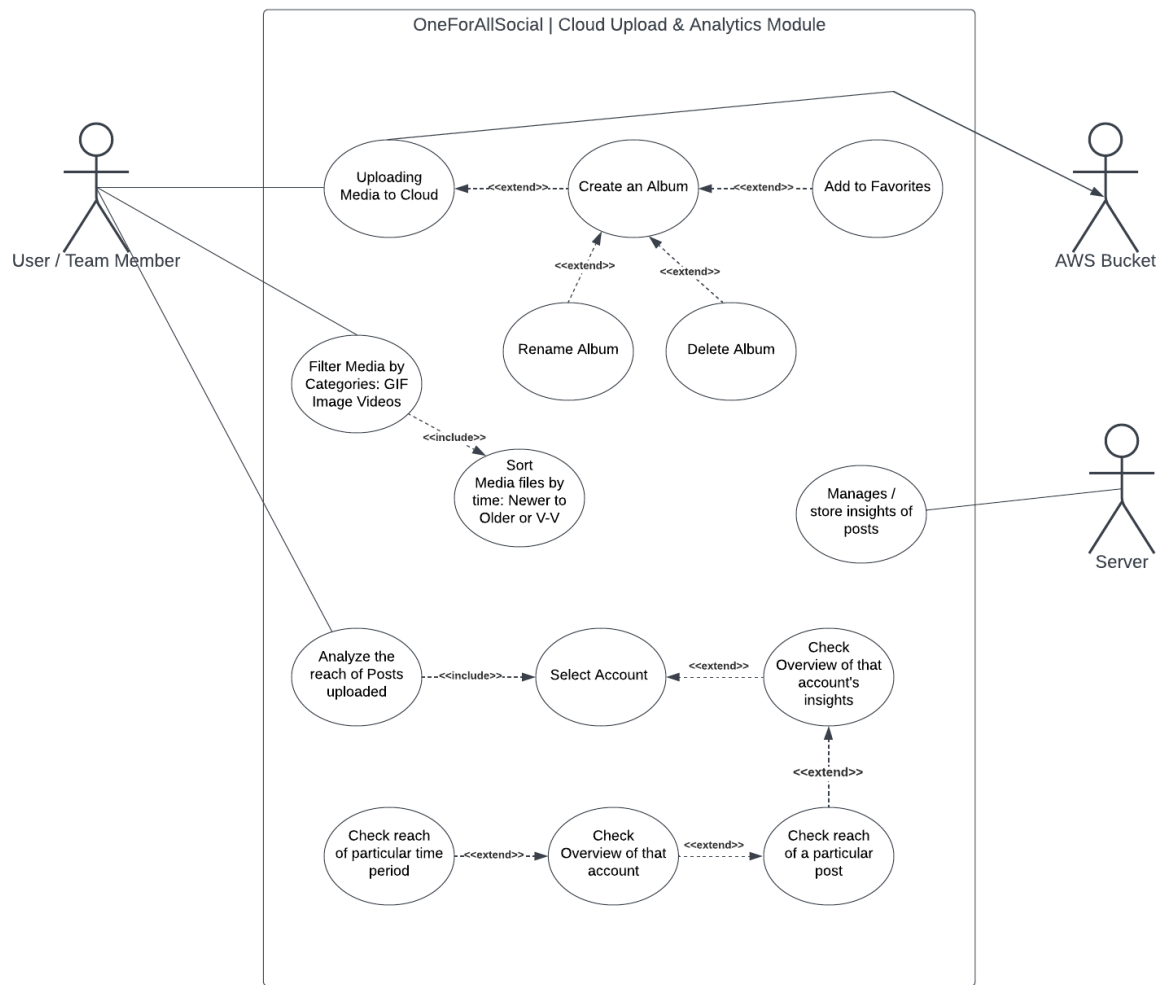 OneForAllSocial | Cloud Upload & Analytics Module
User / Team Member
Uploading
Media to Cloud
<<extend>>
Create an Album
<<extend>>
Add to Favorites
AWS Bucket
<<extend>>
<<extend>>
Rename Album
Delete Album
Filter Media by
Categories: GIF
Image Videos
<<include>>
Sort
Media files by
time: Newer to
Older or V-V
Manages /
store insights of
posts
Server
Analyze the
reach of Posts
uploaded
<<include>>
Select Account
<<extend>>
Check
Overview of that
account's
insights
<<extend>>
Check reach
of particular time
period
<<extend>>
Check
Overview of that
account
<<extend>>
Check reach
of a particular
post